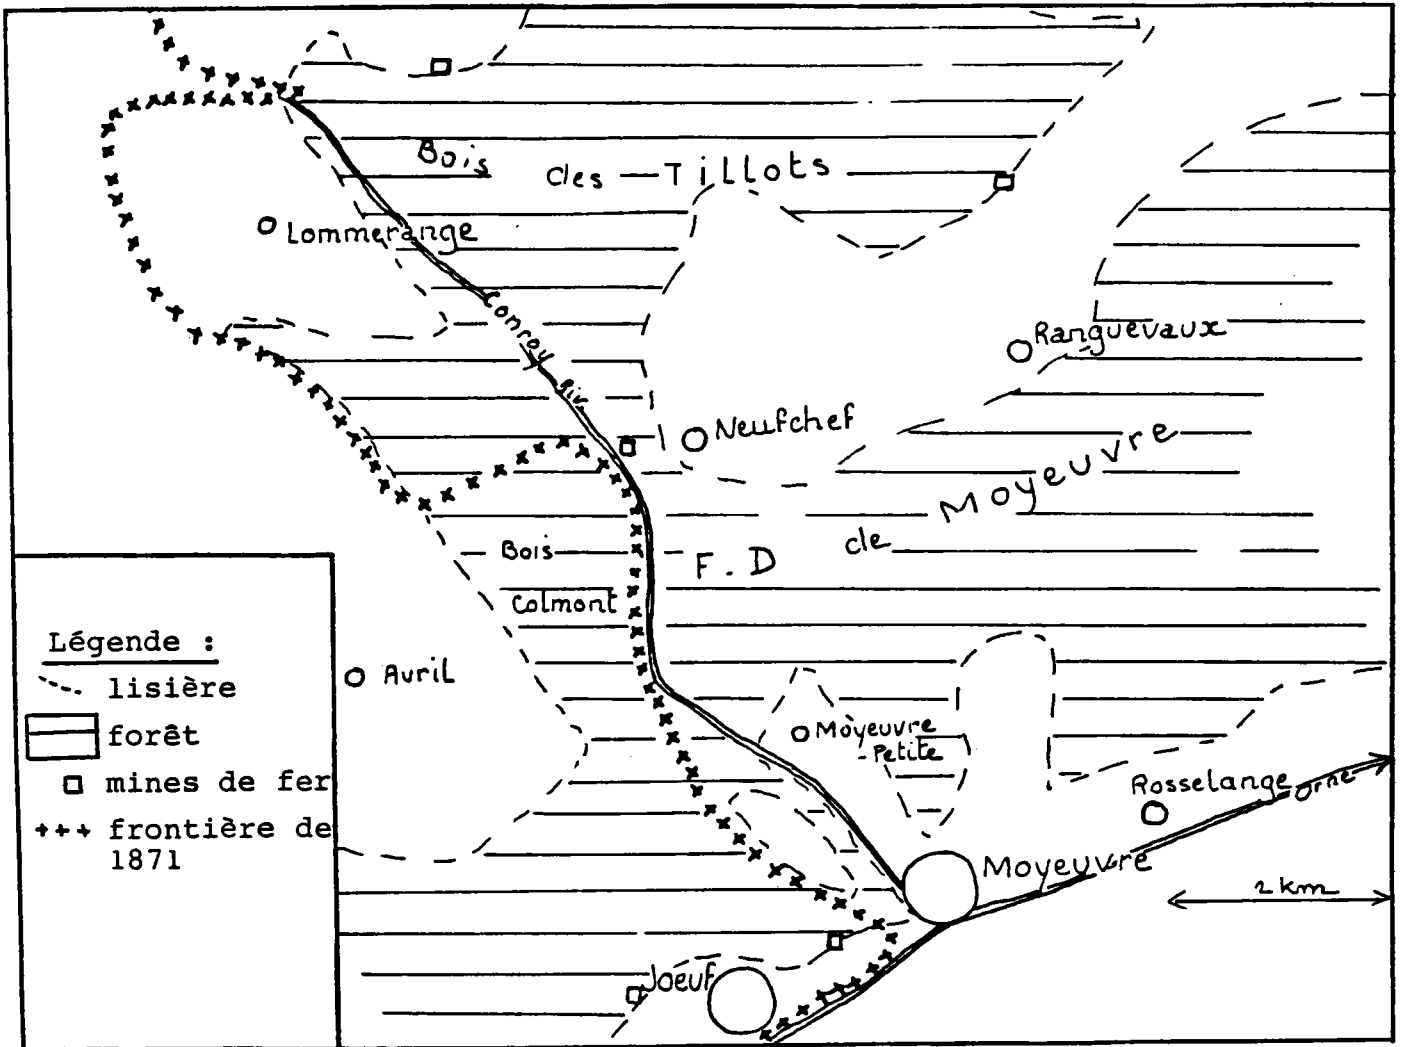 Bois
des Tillots
Lommerange
Conroy Riv.
Ranguevaux
Neufchef
F.D de Moyeuvre
Bois
Colmont
Avril
Moyeuvre
-Petite
Rosselange
Orne
Moyeuvre
2 km
Joeuf
Légende :
lisière
forêt
mines de fer
+++ frontière de
1871